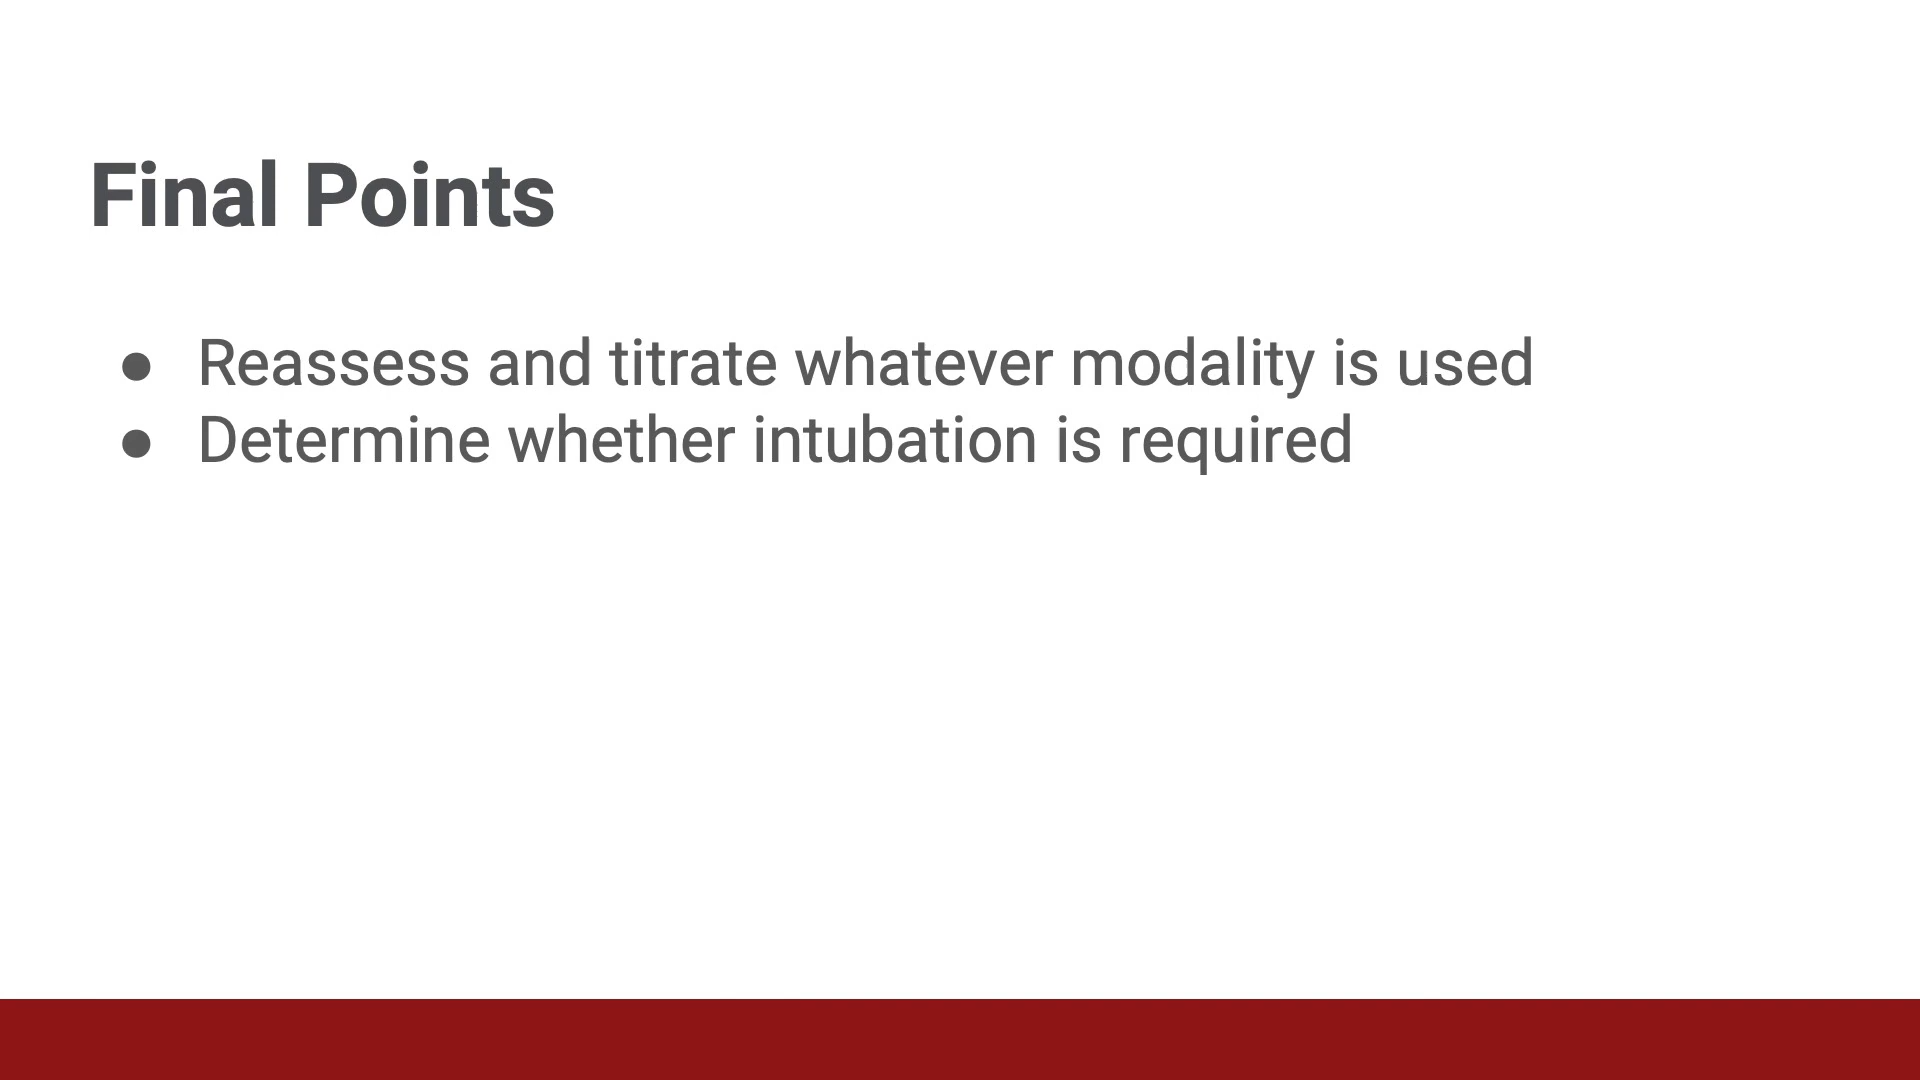 Final Points
● Reassess and titrate whatever modality is used
● Determine whether intubation is required